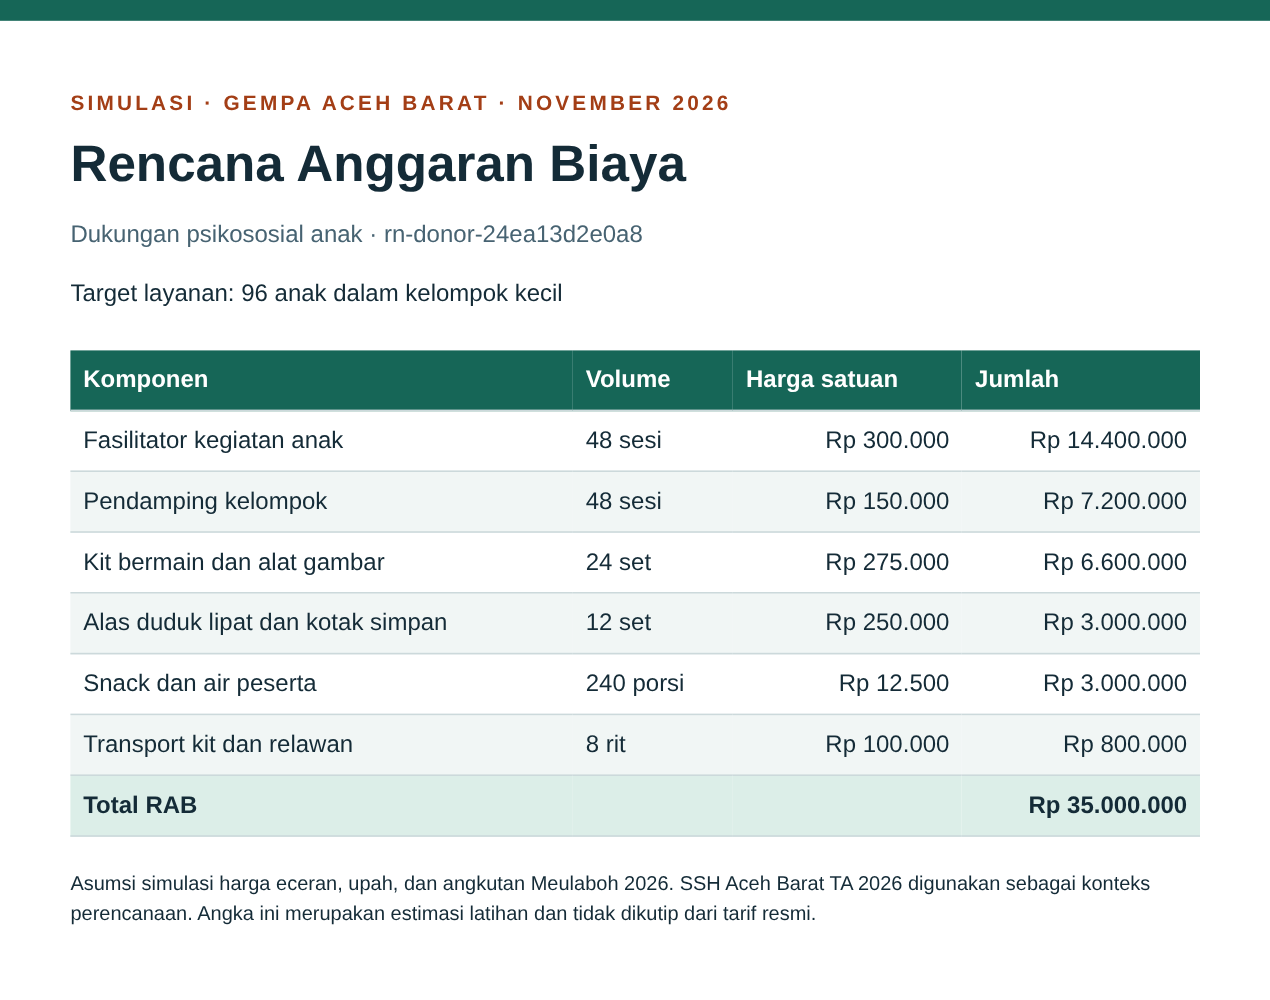 SIMULASI · GEMPA ACEH BARAT · NOVEMBER 2026
Rencana Anggaran Biaya
Dukungan psikososial anak · rn-donor-24ea13d2e0a8
Target layanan: 96 anak dalam kelompok kecil
Komponen Volume Harga satuan Jumlah
Fasilitator kegiatan anak 48 sesi Rp 300.000 Rp 14.400.000
Pendamping kelompok 48 sesi Rp 150.000 Rp 7.200.000
Kit bermain dan alat gambar 24 set Rp 275.000 Rp 6.600.000
Alas duduk lipat dan kotak simpan 12 set Rp 250.000 Rp 3.000.000
Snack dan air peserta 240 porsi Rp 12.500 Rp 3.000.000
Transport kit dan relawan 8 rit Rp 100.000 Rp 800.000
Total RAB Rp 35.000.000
Asumsi simulasi harga eceran, upah, dan angkutan Meulaboh 2026. SSH Aceh Barat TA 2026 digunakan sebagai konteks
perencanaan. Angka ini merupakan estimasi latihan dan tidak dikutip dari tarif resmi.